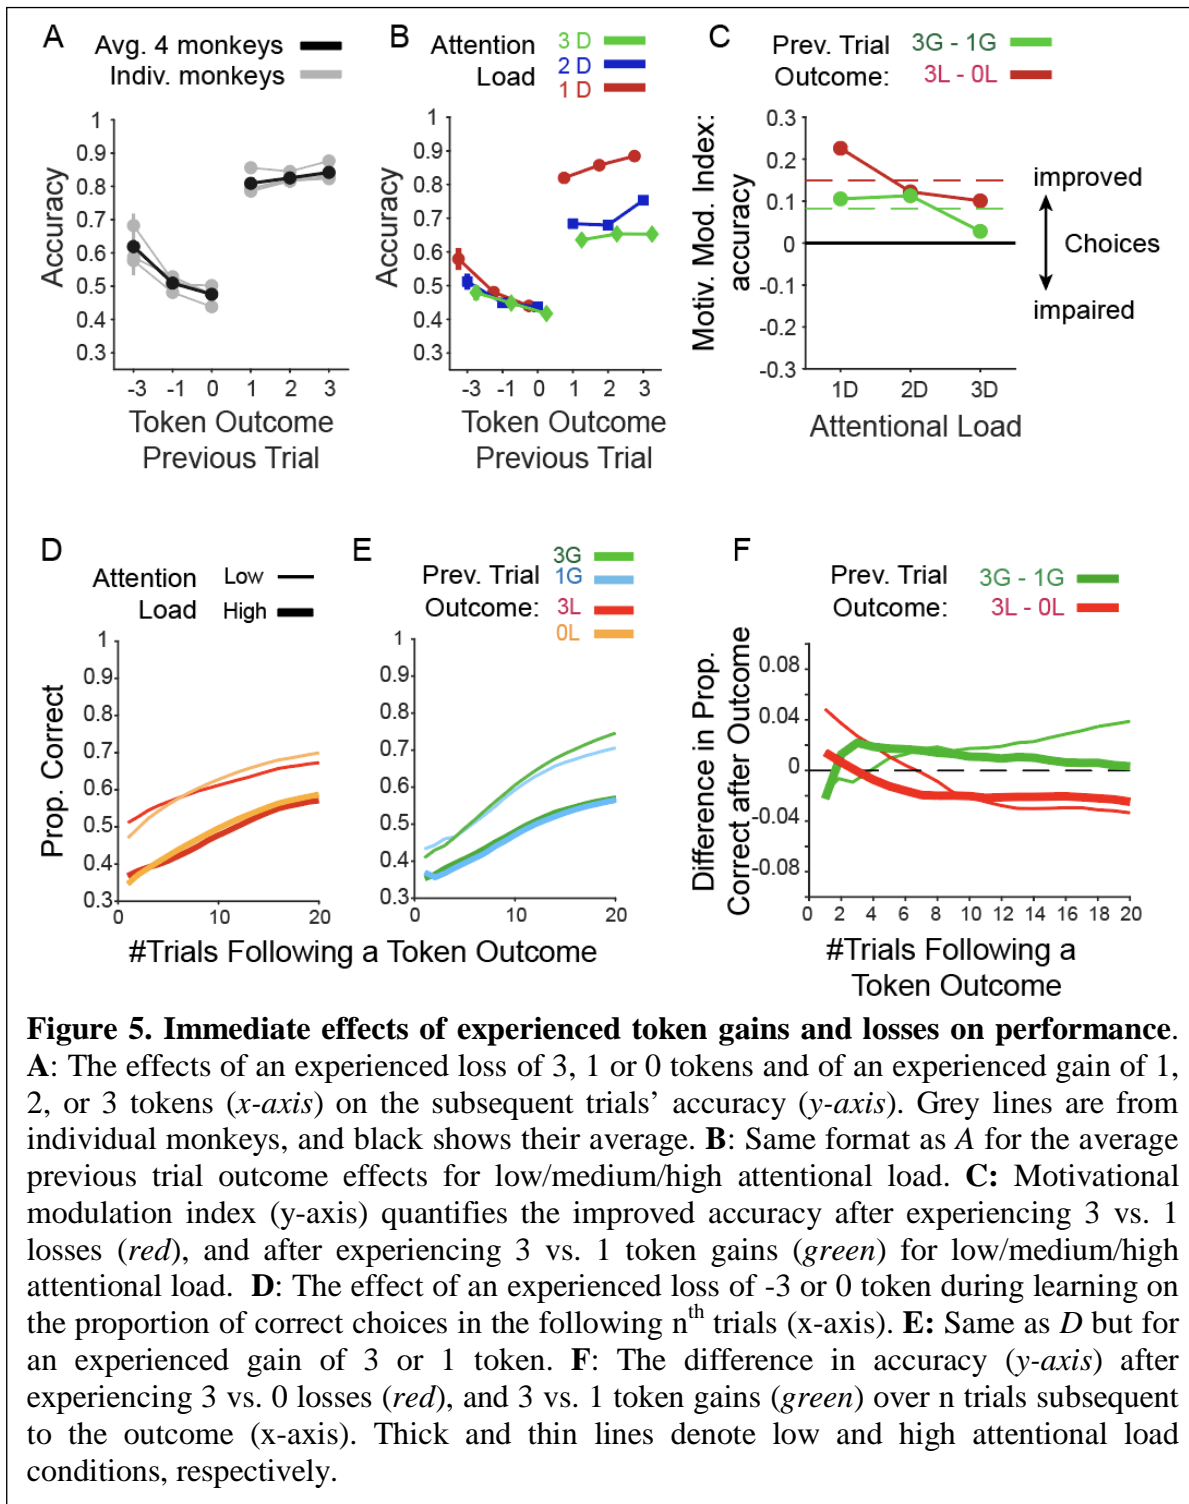 A
Avg. 4 monkeys
Indiv. monkeys
1
0.9
0.8
0.7
0.6
0.5
0.4
0.3
Accuracy
-3 -1 0 1 2 3
Token Outcome
Previous Trial
B
Attention
Load
3 D
2 D
1 D
1
0.9
0.8
0.7
0.6
0.5
0.4
0.3
Accuracy
-3 -1 0 1 2 3
Token Outcome
Previous Trial
C
Prev. Trial
Outcome:
3G - 1G
3L - 0L
Motiv. Mod. Index:
accuracy
0.3
0.2
0.1
0
-0.1
-0.2
-0.3
1D 2D 3D
Attentional Load
improved
Choices
impaired
D
Attention
Load
Low
High
1
0.9
0.8
0.7
0.6
0.5
0.4
0.3
Prop. Correct
0 10 20
E
Prev. Trial
Outcome:
3G
1G
3L
0L
1
0.9
0.8
0.7
0.6
0.5
0.4
0.3
0 10 20
#Trials Following a Token Outcome
F
Prev. Trial
Outcome:
3G - 1G
3L - 0L
Difference in Prop.
Correct after Outcome
0.08
0.04
0
-0.04
-0.08
0 2 4 6 8 10 12 14 16 18 20
#Trials Following a
Token Outcome
Figure 5. Immediate effects of experienced token gains and losses on performance.
A: The effects of an experienced loss of 3, 1 or 0 tokens and of an experienced gain of 1,
2, or 3 tokens (x-axis) on the subsequent trials’ accuracy (y-axis). Grey lines are from
individual monkeys, and black shows their average. B: Same format as A for the average
previous trial outcome effects for low/medium/high attentional load. C: Motivational
modulation index (y-axis) quantifies the improved accuracy after experiencing 3 vs. 1
losses (red), and after experiencing 3 vs. 1 token gains (green) for low/medium/high
attentional load. D: The effect of an experienced loss of -3 or 0 token during learning on
the proportion of correct choices in the following nth trials (x-axis). E: Same as D but for
an experienced gain of 3 or 1 token. F: The difference in accuracy (y-axis) after
experiencing 3 vs. 0 losses (red), and 3 vs. 1 token gains (green) over n trials subsequent
to the outcome (x-axis). Thick and thin lines denote low and high attentional load
conditions, respectively.